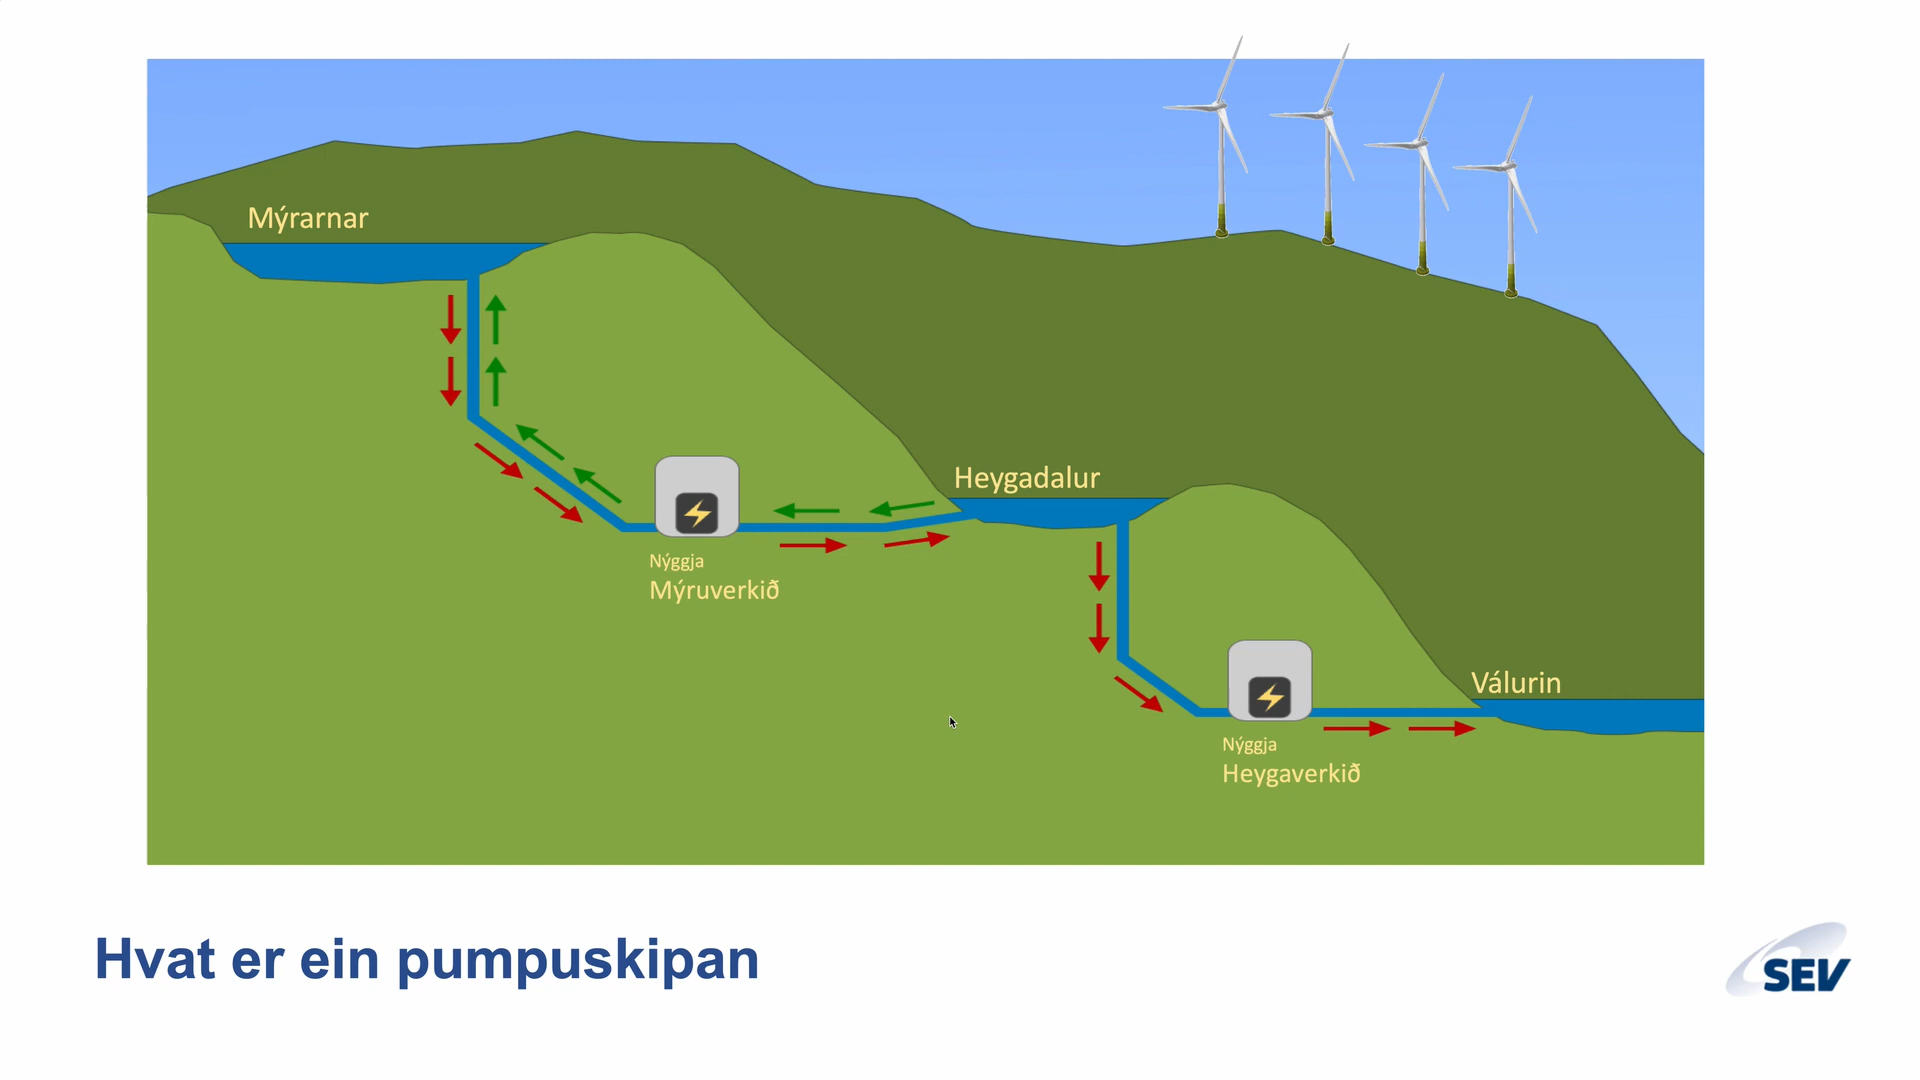 Mýrarnar
Heygadalur
Nýggja
Mýruverkið
Válurin
Nýggja
Heygaverkið
Hvat er ein pumpuskipan
SEV